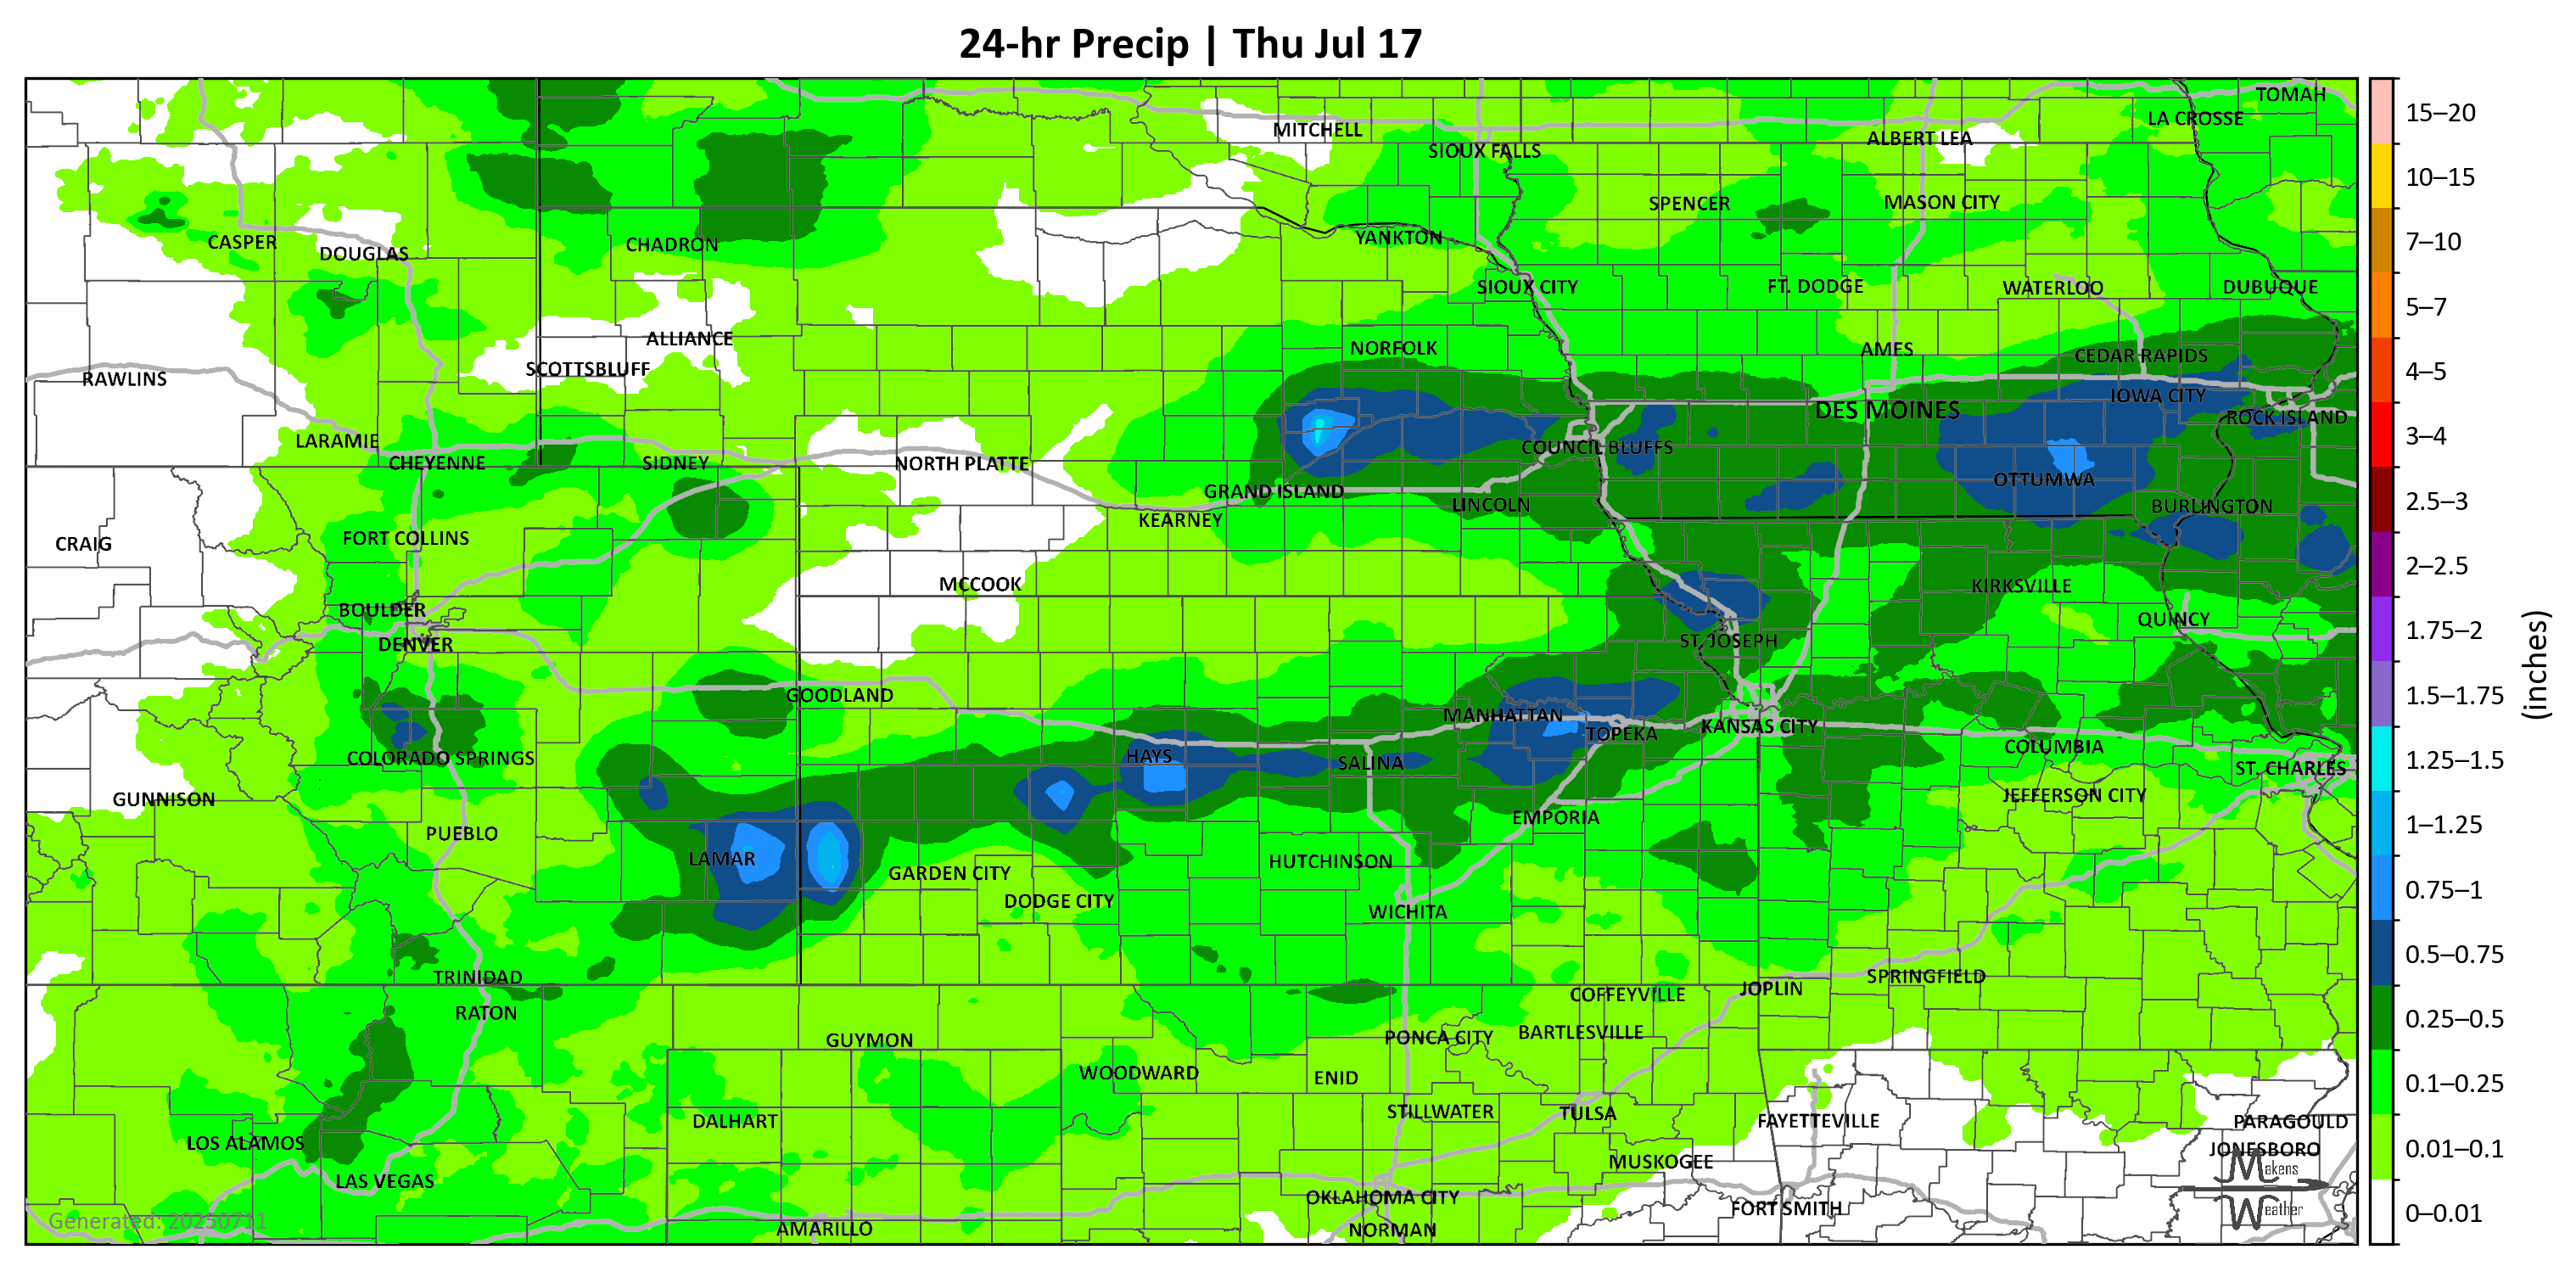 24-hr Precip | Thu Jul 17
TOMAH
LA CROSSE
MITCHELL
ALBERT LEA
SIOUX FALLS
SPENCER
MASON CITY
CASPER
DOUGLAS
CHADRON
YANKTON
SIOUX CITY
FT. DODGE
WATERLOO
DUBUQUE
ALLIANCE
NORFOLK
AMES
CEDAR RAPIDS
RAWLINS
SCOTTSBLUFF
IOWA CITY
DES MOINES
ROCK ISLAND
LARAMIE
COUNCIL BLUFFS
CHEYENNE
SIDNEY
NORTH PLATTE
OTTUMWA
GRAND ISLAND
LINCOLN
BURLINGTON
KEARNEY
CRAIG
FORT COLLINS
MCCOOK
KIRKSVILLE
BOULDER
QUINCY
DENVER
ST. JOSEPH
GOODLAND
MANHATTAN
TOPEKA
KANSAS CITY
COLORADO SPRINGS
HAYS
SALINA
COLUMBIA
ST. CHARLES
GUNNISON
JEFFERSON CITY
PUEBLO
EMPORIA
LAMAR
GARDEN CITY
HUTCHINSON
DODGE CITY
WICHITA
TRINIDAD
SPRINGFIELD
RATON
COFFEYVILLE
JOPLIN
GUYMON
PONCA CITY
BARTLESVILLE
WOODWARD
ENID
DALHART
STILLWATER
TULSA
FAYETTEVILLE
PARAGOULD
LOS ALAMOS
JONESBORO
LAS VEGAS
MUSKOGEE
OKLAHOMA CITY
FORT SMITH
AMARILLO
NORMAN
Generated: 20250711
Makens
Weather
15–20
10–15
7–10
5–7
4–5
3–4
2.5–3
2–2.5
1.75–2
1.5–1.75
1.25–1.5
1–1.25
0.75–1
0.5–0.75
0.25–0.5
0.1–0.25
0.01–0.1
0–0.01
(inches)